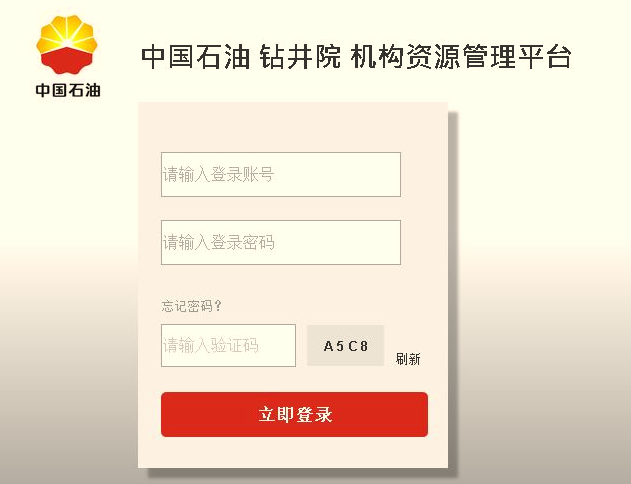 中国石油 钻井院 机构资源管理平台
中国石油
请输入登录账号
请输入登录密码
忘记密码?
请输入验证码
A5C8
刷新
立即登录